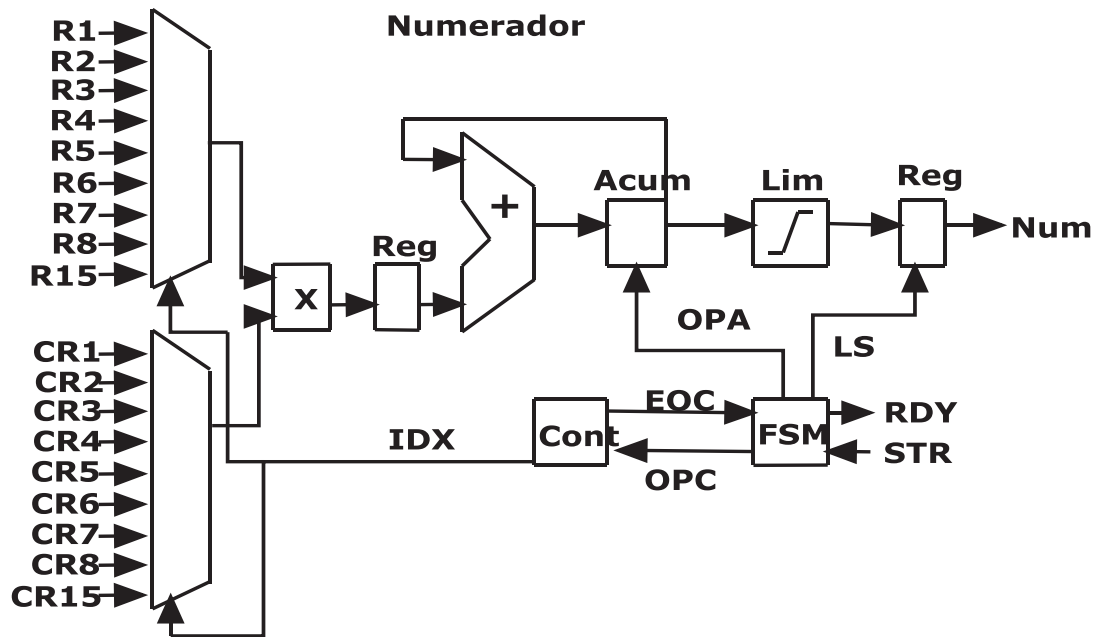 Numerador
R1
R2
R3
R4
R5
R6
R7
R8
R15
CR1
CR2
CR3
CR4
CR5
CR6
CR7
CR8
CR15
X
Reg
+
Acum
Lim
Reg
Num
OPA
LS
EOC
Cont
FSM
RDY
STR
IDX
OPC